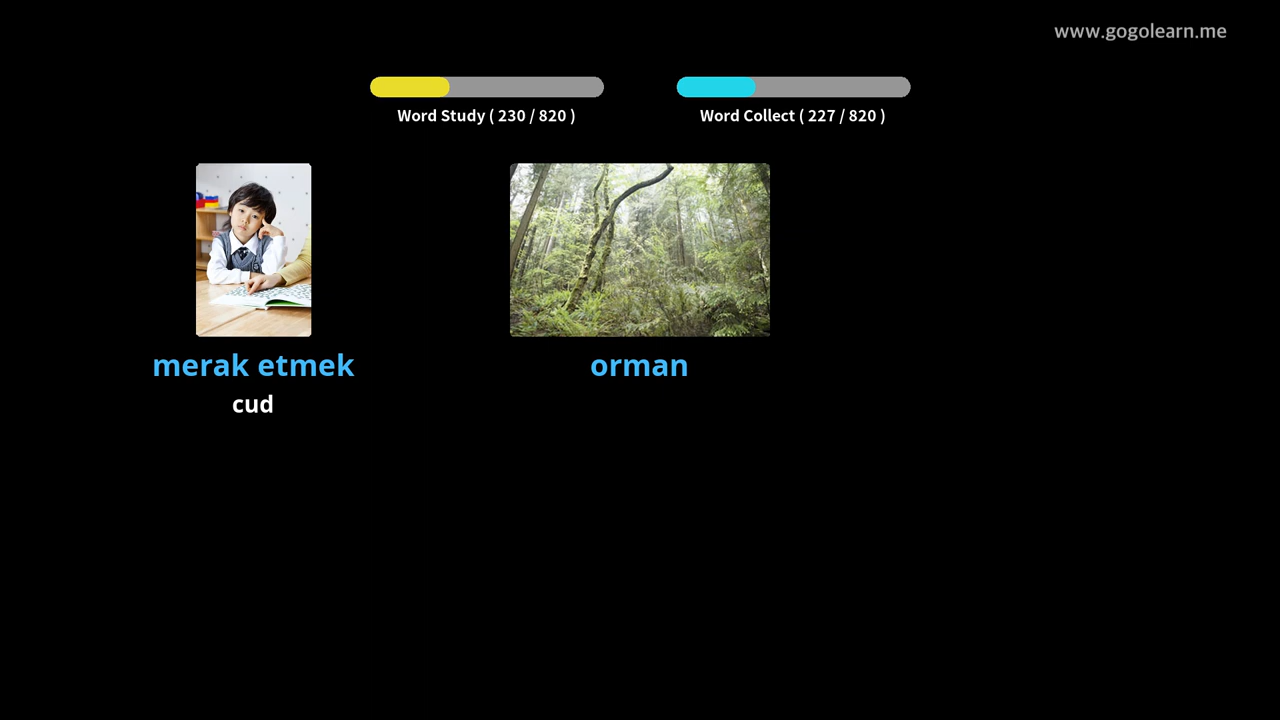 www.gogolearn.me
Word Study ( 230 / 820 )
Word Collect ( 227 / 820 )
merak etmek
orman
cud